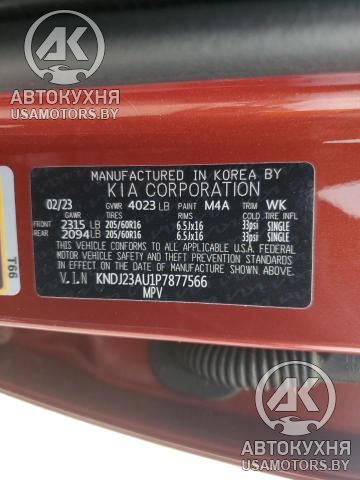 АК
АВТОКУХНЯ
USAMOTORS.BY
MANUFACTURED IN KOREA BY
KIA CORPORATION
02/23 GVWR 4023 LB PAINT M4A TRIM WK
GAWR TIRES RIMS COLD TIRE INFL
FRONT 2315 LB 205/60R16 6.5Jx16 33psi SINGLE
REAR 2094 LB 205/60R16 6.5Jx16 33psi SINGLE
THIS VEHICLE CONFORMS TO ALL APPLICABLE U.S.A. FEDERAL MOTOR
VEHICLE SAFETY, BUMPER, AND THEFT PREVENTION STANDARDS
IN EFFECT ON THE DATE OF MANUFACTURE SHOWN ABOVE.
V.I.N KNDJ23AU1P7877566
MPV
T66
АК
АВТОКУХНЯ
USAMOTORS.BY